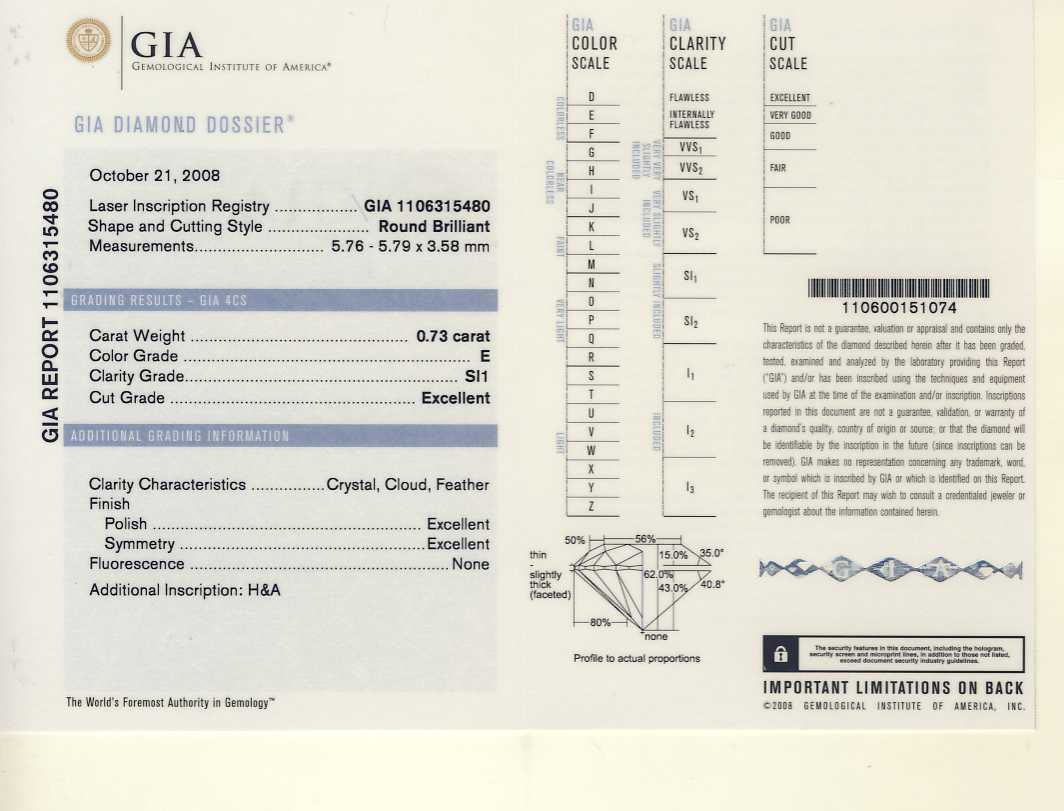 GIA
GEMOLOGICAL INSTITUTE OF AMERICA®
GIA DIAMOND DOSSIER®
GIA REPORT 1106315480
October 21, 2008
Laser Inscription Registry .................. GIA 1106315480
Shape and Cutting Style ...................... Round Brilliant
Measurements............................ 5.76 - 5.79 x 3.58 mm
GRADING RESULTS – GIA 4CS
Carat Weight ............................................... 0.73 carat
Color Grade .............................................................. E
Clarity Grade........................................................... SI1
Cut Grade ..................................................... Excellent
ADDITIONAL GRADING INFORMATION
Clarity Characteristics ..............Crystal, Cloud, Feather
Finish
Polish .......................................................... Excellent
Symmetry .....................................................Excellent
Fluorescence ........................................................ None
Additional Inscription: H&A
The World's Foremost Authority in Gemology™
GIA
COLOR
SCALE
COLORLESS
NEAR
COLORLESS
FAINT
VERY LIGHT
LIGHT
D
E
F
G
H
I
J
K
L
M
N
O
P
Q
R
S
T
U
V
W
X
Y
Z
GIA
CLARITY
SCALE
VERY VERY
SLIGHTLY
INCLUDED
VERY SLIGHTLY
INCLUDED
SLIGHTLY INCLUDED
INCLUDED
FLAWLESS
INTERNALLY
FLAWLESS
VVS1
VVS2
VS1
VS2
SI1
SI2
I1
I2
I3
GIA
CUT
SCALE
EXCELLENT
VERY GOOD
GOOD
FAIR
POOR
50%
56%
thin
-
slightly
thick
(faceted)
15.0%
35.0°
62.0%
43.0%
40.8°
80%
none
Profile to actual proportions
110600151074
This Report is not a guarantee, valuation or appraisal and contains only the
characteristics of the diamond described herein after it has been graded,
tested, examined and analyzed by the laboratory providing this Report
("GIA") and/or has been inscribed using the techniques and equipment
used by GIA at the time of the examination and/or inscription. Inscriptions
reported in this document are not a guarantee, validation, or warranty of
a diamond's quality, country of origin or source; or that the diamond will
be identifiable by the inscription in the future (since inscriptions can be
removed). GIA makes no representation concerning any trademark, word,
or symbol which is inscribed by GIA or which is identified on this Report.
The recipient of this Report may wish to consult a credentialed jeweler or
gemologist about the information contained herein.
GIA
The security features in this document, including the hologram,
security screen and microprint lines, in addition to those not listed,
exceed document security industry guidelines.
IMPORTANT LIMITATIONS ON BACK
©2008 GEMOLOGICAL INSTITUTE OF AMERICA, INC.